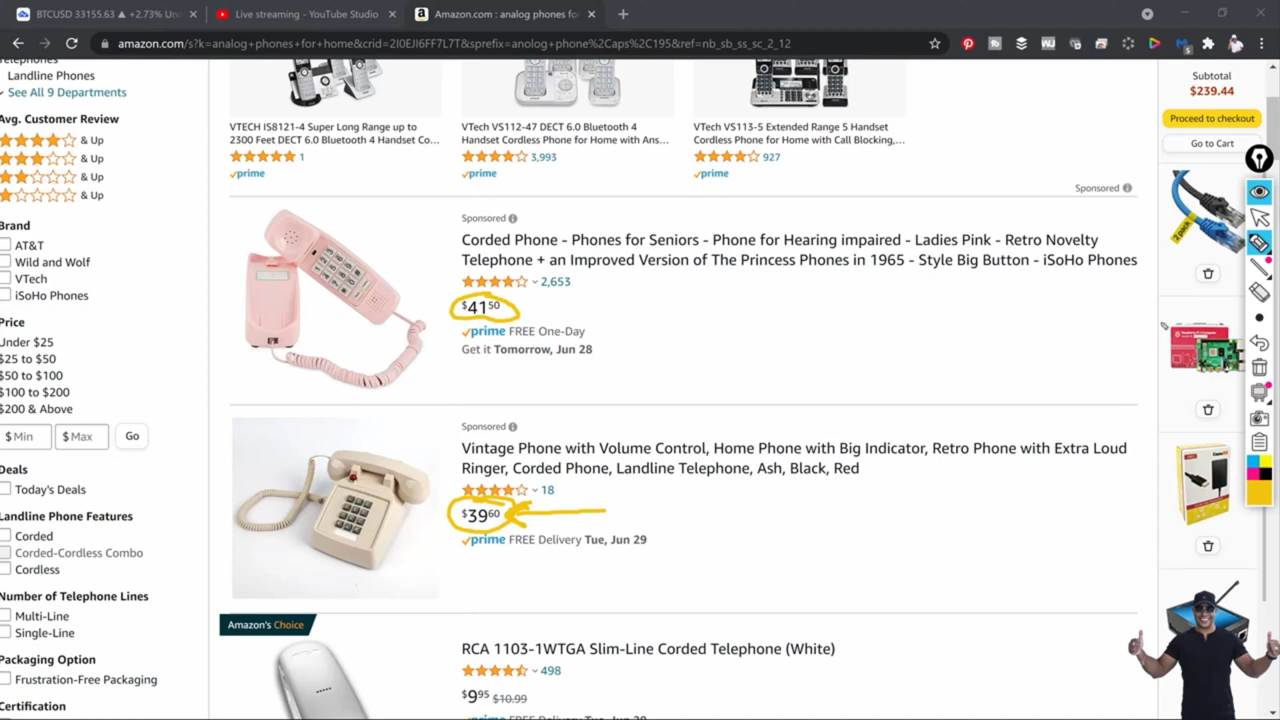 BTCUSD 33155.63 ▲ +2.73% Un
Live streaming - YouTube Studio
Amazon.com : analog phones fo
amazon.com/s?k=analog+phones+for+home&crid=2I0EJI6FF7L7T&sprefix=anolog+phone%2Caps%2C195&ref=nb_sb_ss_sc_2_12
Telephones
Landline Phones
See All 9 Departments
Avg. Customer Review
& Up
& Up
& Up
& Up
Brand
AT&T
Wild and Wolf
VTech
iSoHo Phones
Price
Under $25
$25 to $50
$50 to $100
$100 to $200
$200 & Above
$ Min
$ Max
Go
Deals
Today's Deals
Landline Phone Features
Corded
Corded-Cordless Combo
Cordless
Number of Telephone Lines
Multi-Line
Single-Line
Packaging Option
Frustration-Free Packaging
Certification
VTECH IS8121-4 Super Long Range up to
2300 Feet DECT 6.0 Bluetooth 4 Handset Co…
1
prime
VTech VS112-47 DECT 6.0 Bluetooth 4
Handset Cordless Phone for Home with Ans…
3,993
prime
VTech VS113-5 Extended Range 5 Handset
Cordless Phone for Home with Call Blocking,…
927
prime
Sponsored
Sponsored
Corded Phone - Phones for Seniors - Phone for Hearing impaired - Ladies Pink - Retro Novelty
Telephone + an Improved Version of The Princess Phones in 1965 - Style Big Button - iSoHo Phones
2,653
$41 50
prime FREE One-Day
Get it Tomorrow, Jun 28
Sponsored
Vintage Phone with Volume Control, Home Phone with Big Indicator, Retro Phone with Extra Loud
Ringer, Corded Phone, Landline Telephone, Ash, Black, Red
18
$39 60
prime FREE Delivery Tue, Jun 29
Amazon's Choice
RCA 1103-1WTGA Slim-Line Corded Telephone (White)
498
$9 95 $10.99
Subtotal
$239.44
Proceed to checkout
Go to Cart
2 pack